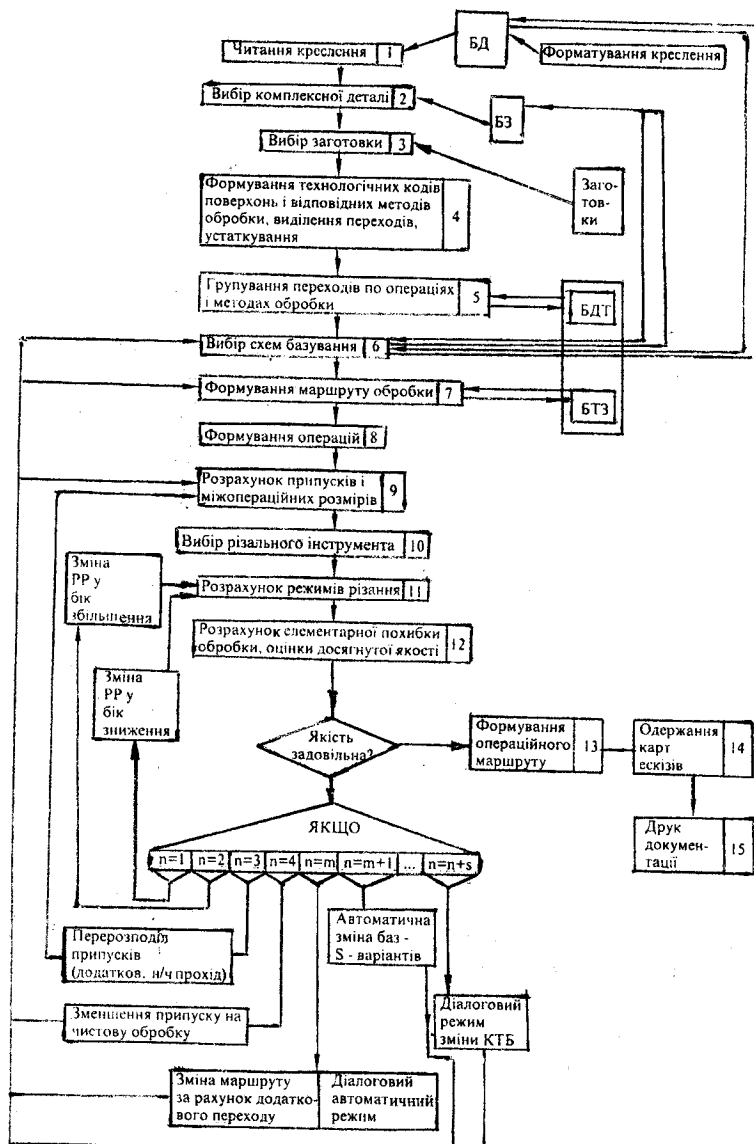 БД
Читання креслення 1
Форматування креслення
Вибір комплексної деталі 2
БЗ
Вибір заготовки 3
Формування технологічних кодів
поверхонь і відповідних методів
обробки, виділення переходів,
устаткування
4
Заго-
тов-
ки
Групування переходів по операціях
і методах обробки
5
БДТ
Вибір схем базування 6
Формування маршруту обробки 7
БТЗ
Формування операцій 8
Розрахунок припусків і
міжопераційних розмірів
9
Вибір різального інструмента 10
Зміна
РР у
бік
збільшення
Розрахунок режимів різання 11
Розрахунок елементарної похибки
обробки, оцінки досягнутої якості
12
Зміна
РР у
бік
зниження
Якість
задовільна?
Формування
операційного
маршруту
13
Одержання
карт
ескізів
14
Друк
докумен-
тації
15
ЯКЩО
n=1 n=2 n=3 n=4 n=m n=m+1 ... n=n+s
Перерозподіл
припусків
(додатков. н/ч прохід)
Автоматична
зміна баз -
S - варіантів
Зменшення припуску на
чистову обробку
Діалоговий
режим
зміни КТБ
Зміна маршруту
за рахунок додатко-
вого переходу
Діалоговий
автоматичний
режим